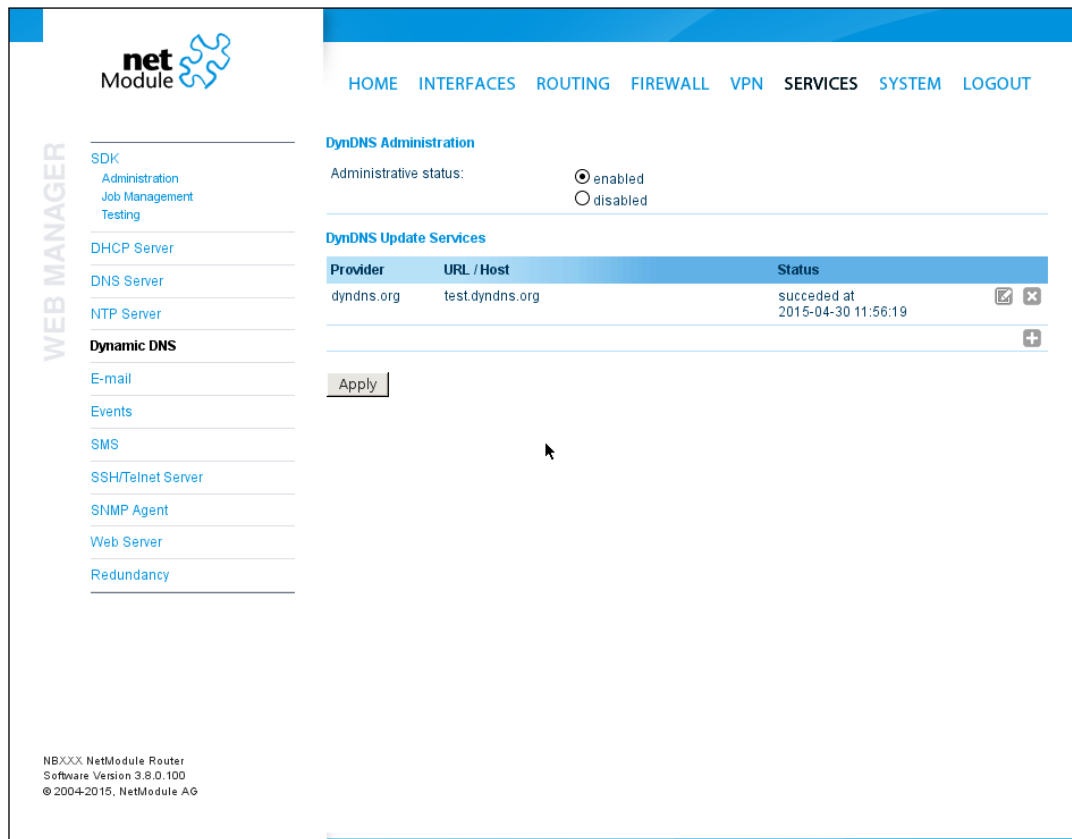 net
Module
HOME INTERFACES ROUTING FIREWALL VPN SERVICES SYSTEM LOGOUT
WEB MANAGER
SDK
Administration
Job Management
Testing
DHCP Server
DNS Server
NTP Server
Dynamic DNS
E-mail
Events
SMS
SSH/Telnet Server
SNMP Agent
Web Server
Redundancy
DynDNS Administration
Administrative status:
enabled
disabled
DynDNS Update Services
Provider URL / Host Status
dyndns.org test.dyndns.org succeded at
2015-04-30 11:56:19
Apply
NBXXX NetModule Router
Software Version 3.8.0.100
© 2004-2015, NetModule AG